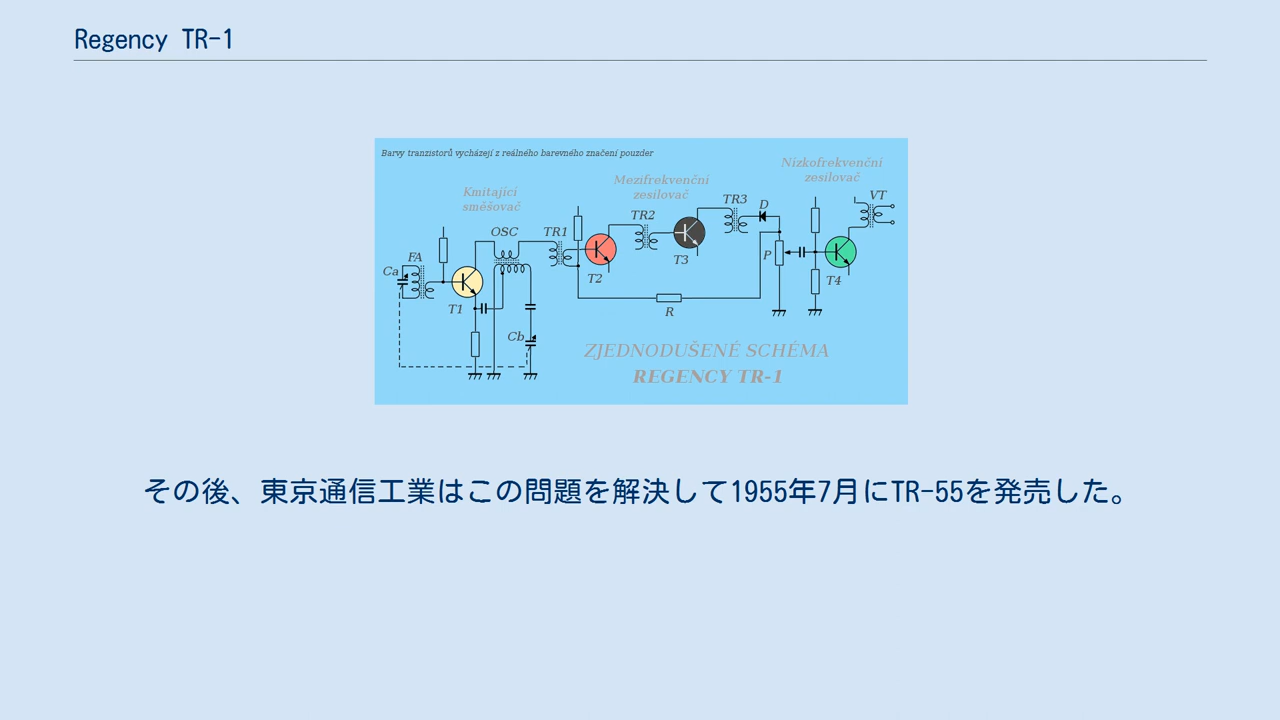 Regency TR-1
Barvy tranzistorů vycházejí z reálného barevného značení pouzder
Nízkofrekvenční
zesilovač
Mezifrekvenční
zesilovač
Kmitající
směšovač
VT
TR3
D
TR2
OSC
TR1
FA
Ca
P
T3
T2
T4
T1
R
Cb
ZJEDNODUŠENÉ SCHÉMA
REGENCY TR-1
その後、東京通信工業はこの問題を解決して1955年7月にTR-55を発売した。